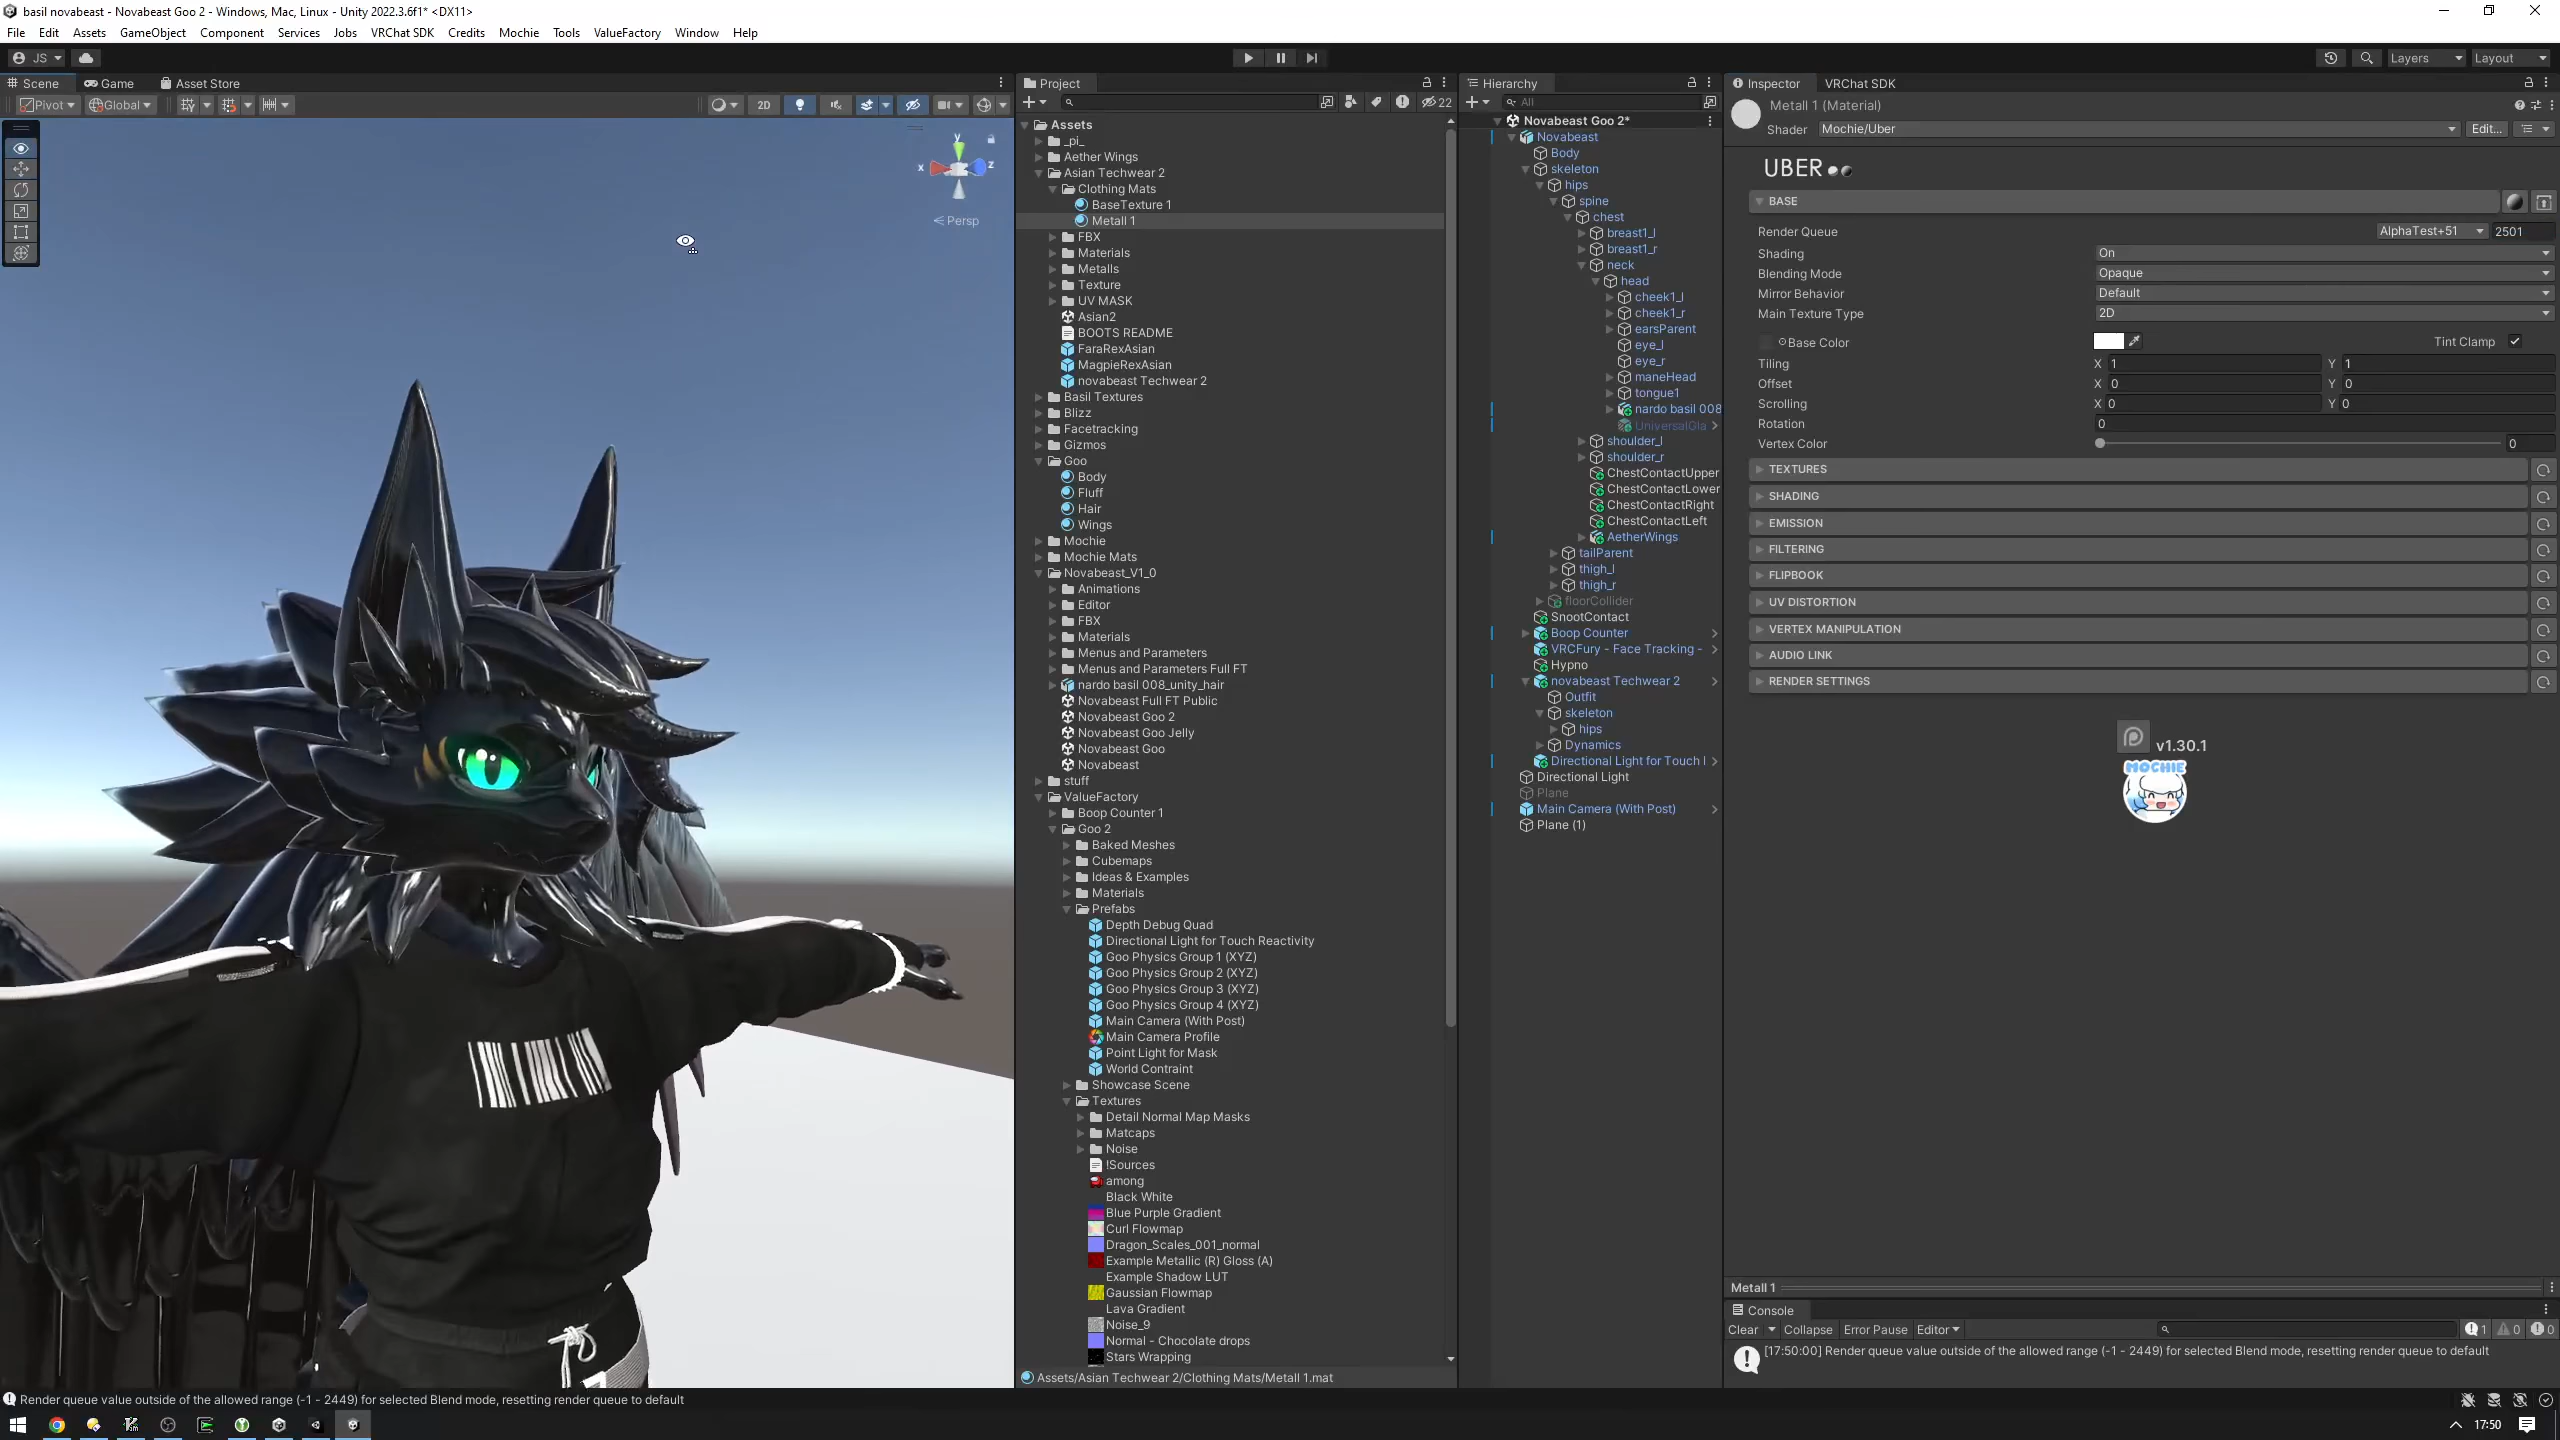 basil novabeast - Novabeast Goo 2 - Windows, Mac, Linux - Unity 2022.3.6f1* <DX11>
File Edit Assets GameObject Component Services Jobs VRChat SDK Credits Mochie Tools ValueFactory Window Help
JS
Layers
Layout
Scene
Game
Asset Store
Pivot
Global
2D
y
x
z
Persp
Project
22
Assets
_pi_
Aether Wings
Asian Techwear 2
Clothing Mats
BaseTexture 1
Metall 1
FBX
Materials
Metalls
Texture
UV MASK
Asian2
BOOTS README
FaraRexAsian
MagpieRexAsian
novabeast Techwear 2
Basil Textures
Blizz
Facetracking
Gizmos
Goo
Body
Fluff
Hair
Wings
Mochie
Mochie Mats
Novabeast_V1_0
Animations
Editor
FBX
Materials
Menus and Parameters
Menus and Parameters Full FT
nardo basil 008_unity_hair
Novabeast Full FT Public
Novabeast Goo 2
Novabeast Goo Jelly
Novabeast Goo
Novabeast
stuff
ValueFactory
Boop Counter 1
Goo 2
Baked Meshes
Cubemaps
Ideas & Examples
Materials
Prefabs
Depth Debug Quad
Directional Light for Touch Reactivity
Goo Physics Group 1 (XYZ)
Goo Physics Group 2 (XYZ)
Goo Physics Group 3 (XYZ)
Goo Physics Group 4 (XYZ)
Main Camera (With Post)
Main Camera Profile
Point Light for Mask
World Contraint
Showcase Scene
Textures
Detail Normal Map Masks
Matcaps
Noise
!Sources
among
Black White
Blue Purple Gradient
Curl Flowmap
Dragon_Scales_001_normal
Example Metallic (R) Gloss (A)
Example Shadow LUT
Gaussian Flowmap
Lava Gradient
Noise_9
Normal - Chocolate drops
Stars Wrapping
Assets/Asian Techwear 2/Clothing Mats/Metall 1.mat
Hierarchy
All
Novabeast Goo 2*
Novabeast
Body
skeleton
hips
spine
chest
breast1_l
breast1_r
neck
head
cheek1_l
cheek1_r
earsParent
eye_l
eye_r
maneHead
tongue1
nardo basil 008
UniversalGla
shoulder_l
shoulder_r
ChestContactUpper
ChestContactLower
ChestContactRight
ChestContactLeft
AetherWings
tailParent
thigh_l
thigh_r
floorCollider
SnootContact
Boop Counter
VRCFury - Face Tracking -
Hypno
novabeast Techwear 2
Outfit
skeleton
hips
Dynamics
Directional Light for Touch
Directional Light
Plane
Main Camera (With Post)
Plane (1)
Inspector
VRChat SDK
Metall 1 (Material)
Shader Mochie/Uber Edit...
UBER
BASE
Render Queue AlphaTest+51 2501
Shading On
Blending Mode Opaque
Mirror Behavior Default
Main Texture Type 2D
Base Color Tint Clamp
Tiling X 1 Y 1
Offset X 0 Y 0
Scrolling X 0 Y 0
Rotation 0
Vertex Color 0
TEXTURES
SHADING
EMISSION
FILTERING
FLIPBOOK
UV DISTORTION
VERTEX MANIPULATION
AUDIO LINK
RENDER SETTINGS
v1.30.1
MOCHIE
Metall 1
Console
Clear Collapse Error Pause Editor 1 0 0
[17:50:00] Render queue value outside of the allowed range (-1 - 2449) for selected Blend mode, resetting render queue to default
Render queue value outside of the allowed range (-1 - 2449) for selected Blend mode, resetting render queue to default
17:50